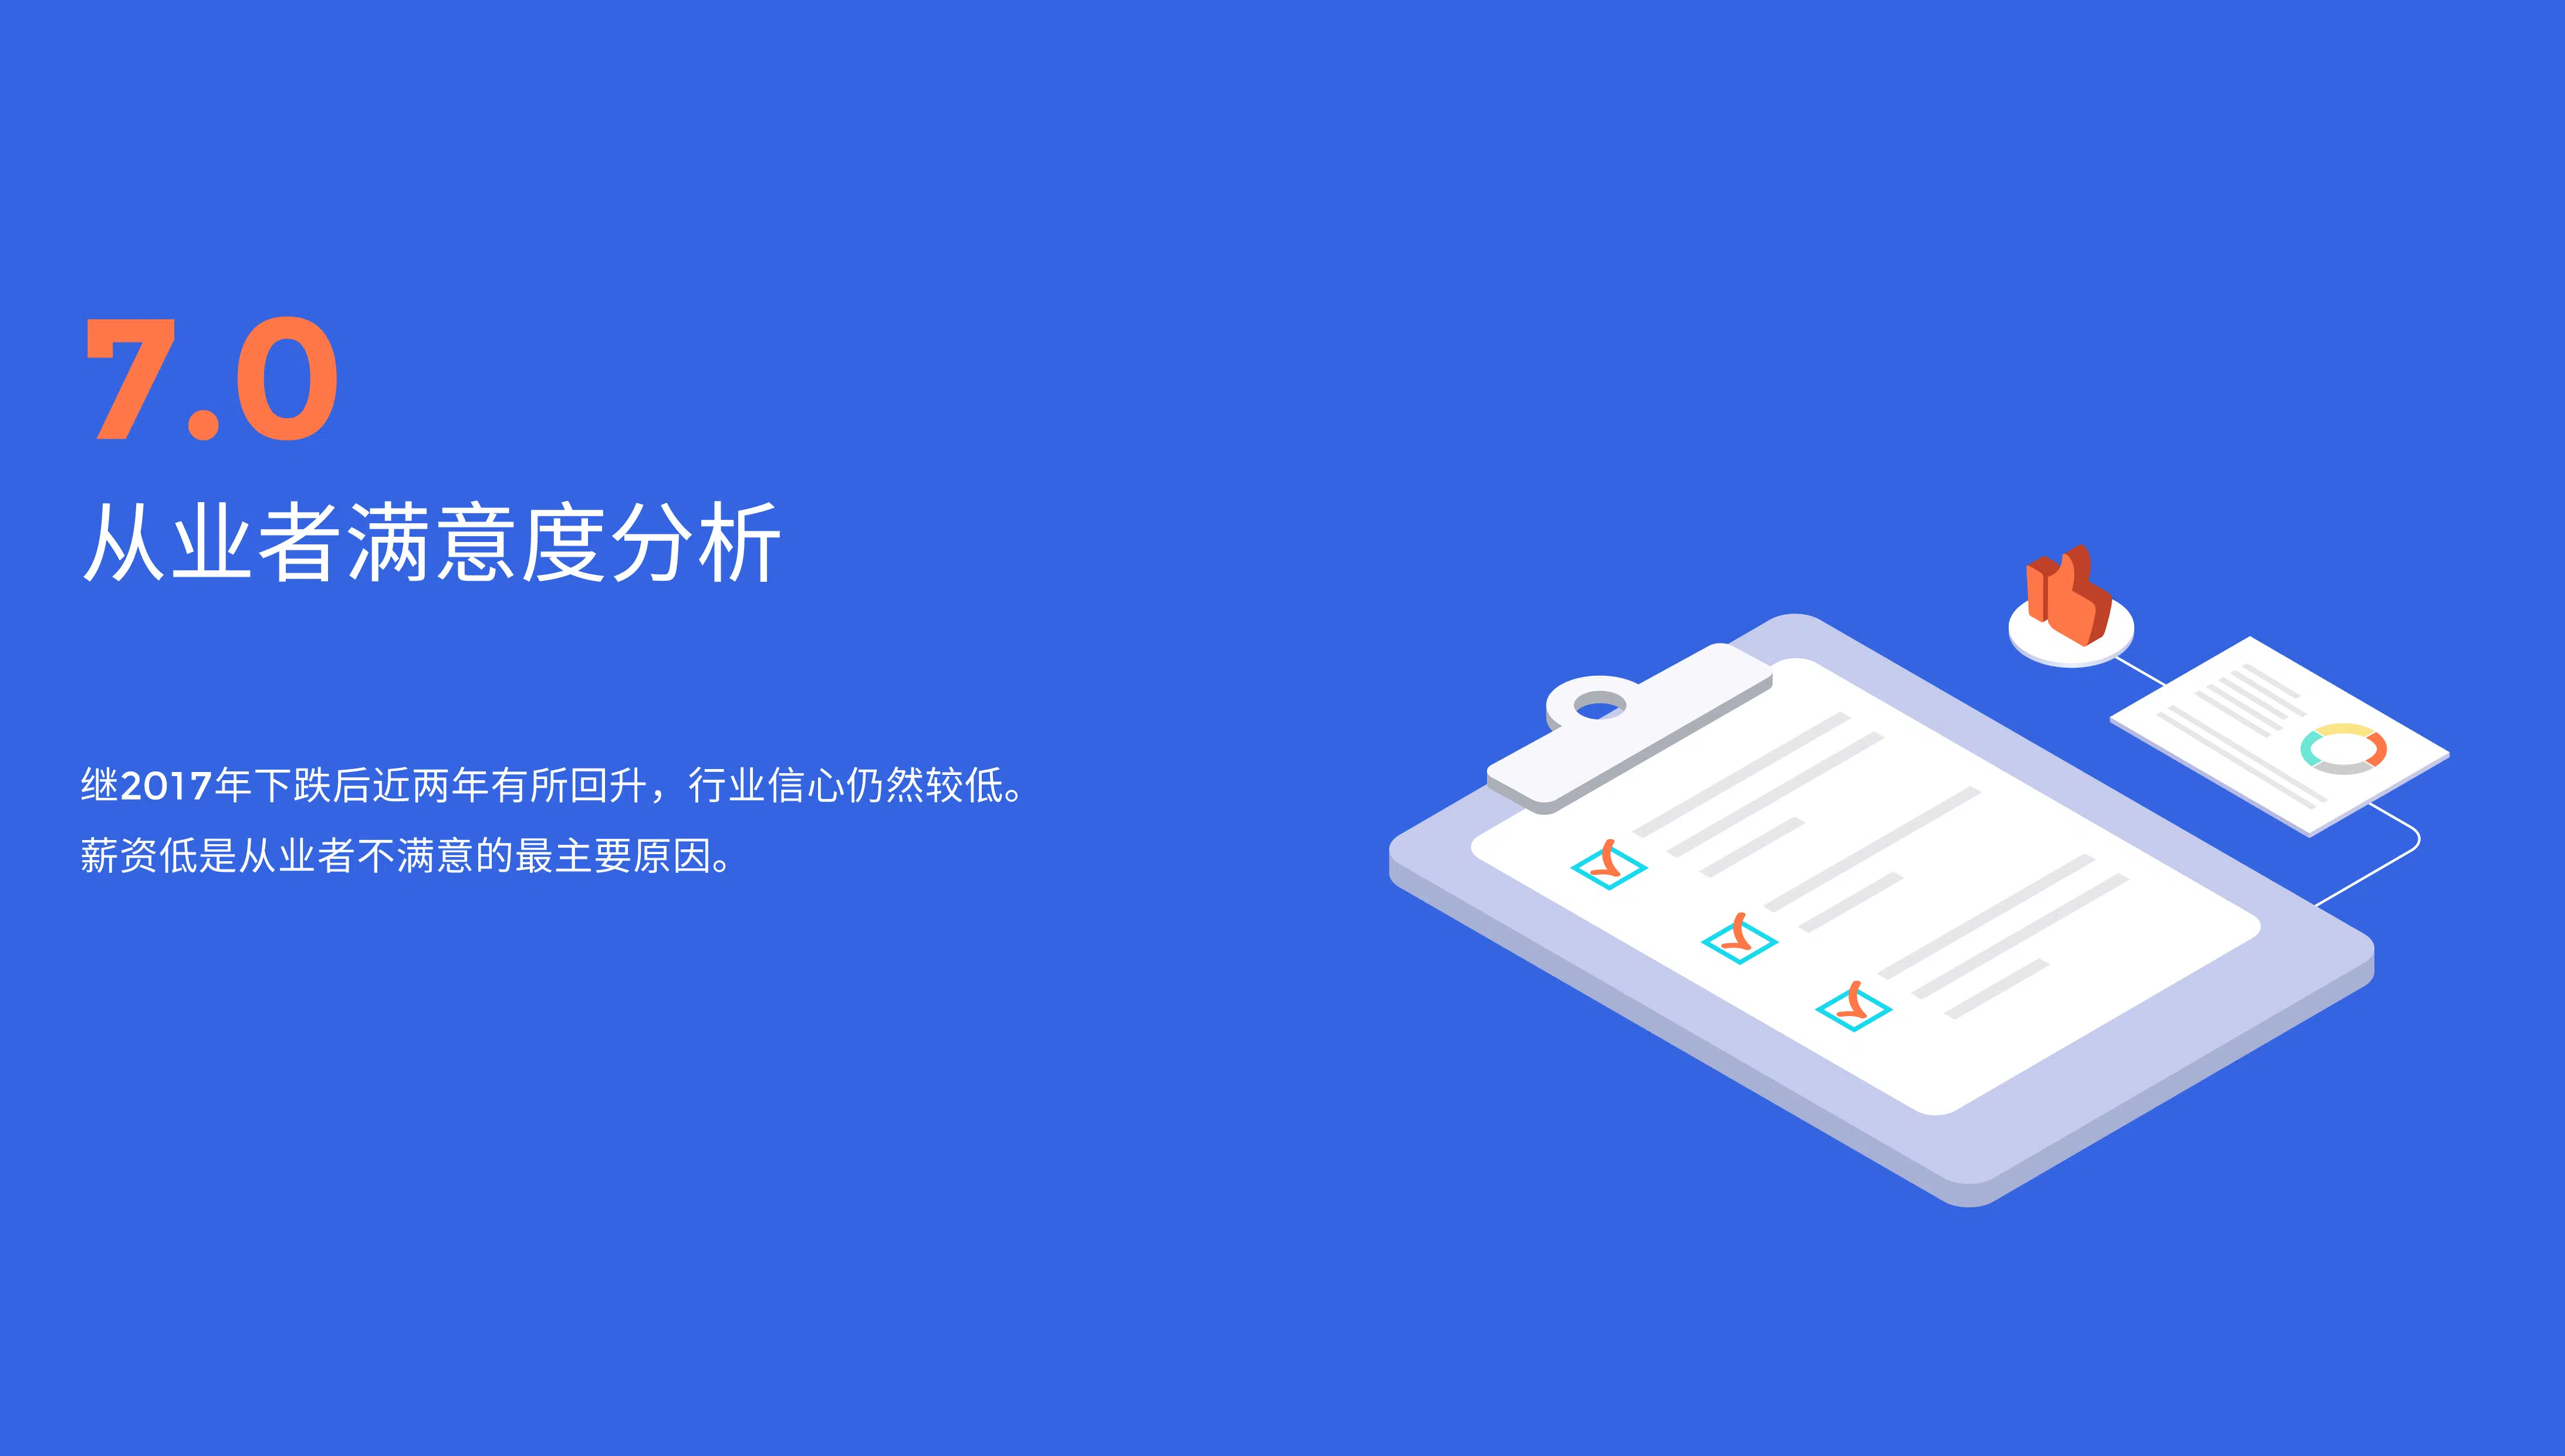 7.0
从业者满意度分析
继2017年下跌后近两年有所回升，行业信心仍然较低。
薪资低是从业者不满意的最主要原因。